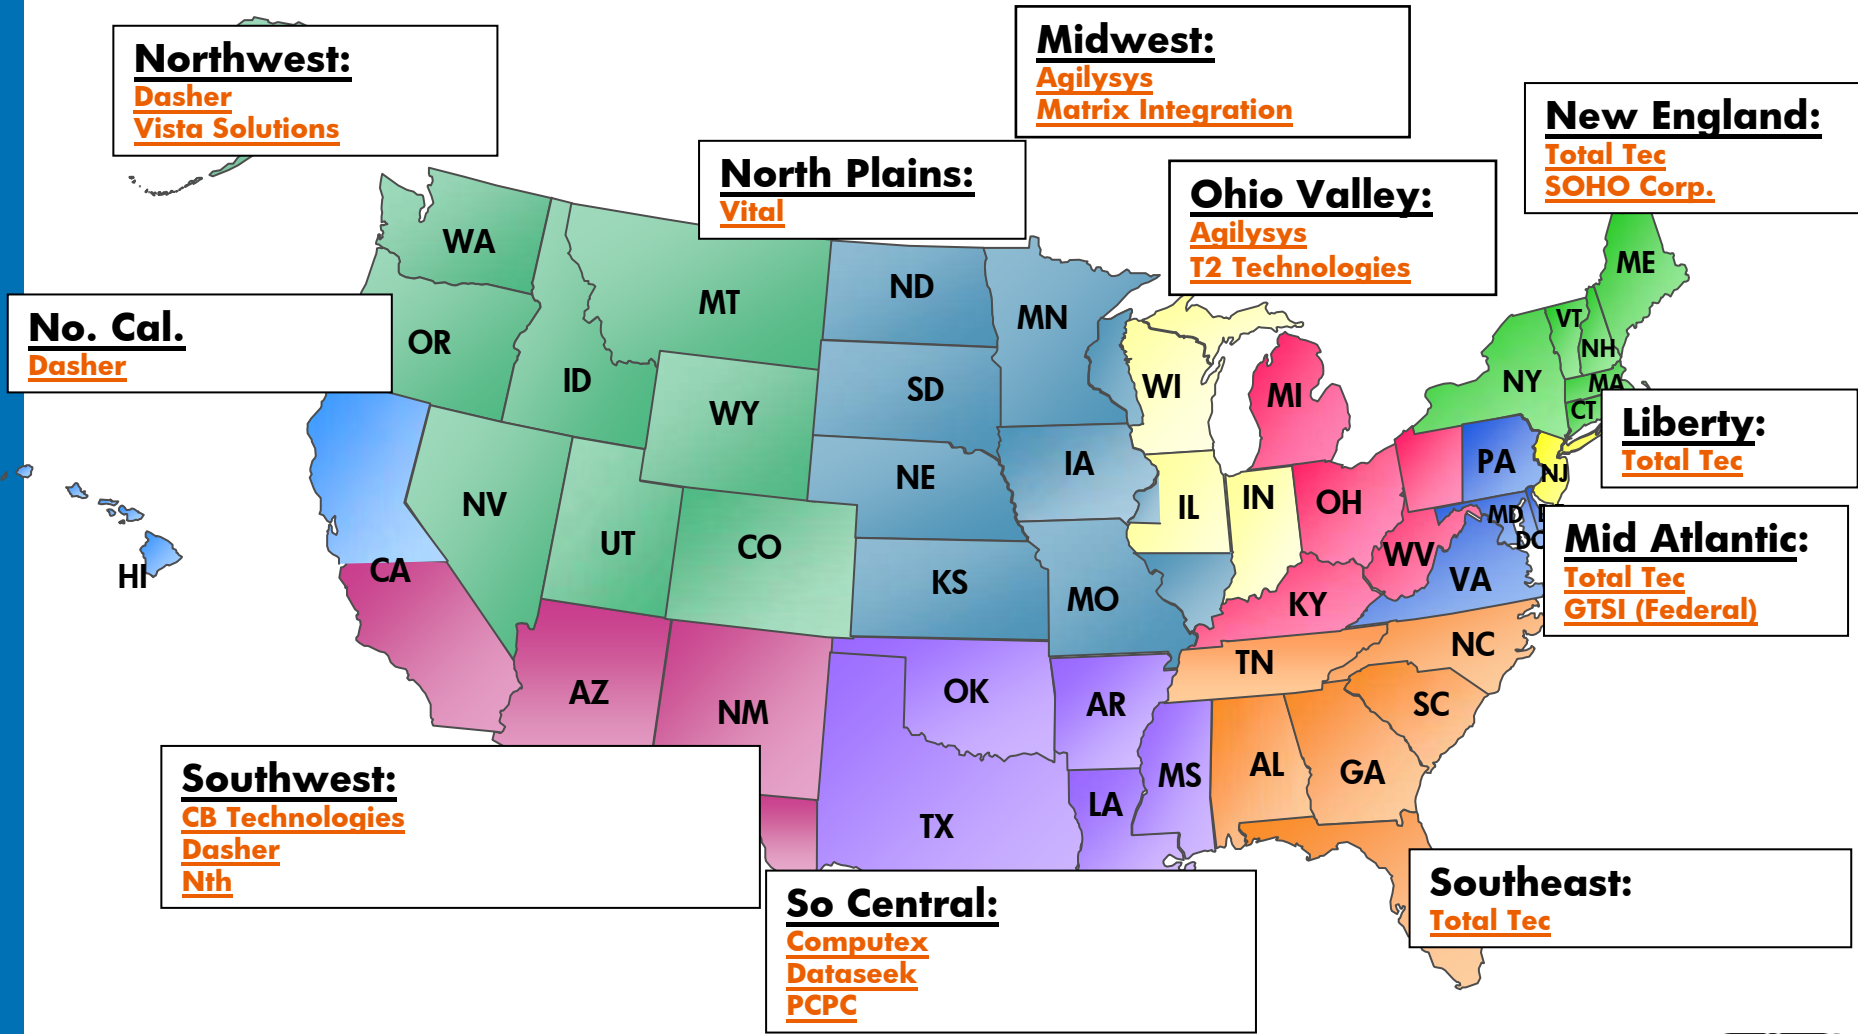 Northwest:
Dasher
Vista Solutions
Midwest:
Agilysys
Matrix Integration
New England:
Total Tec
SOHO Corp.
North Plains:
Vital
Ohio Valley:
Agilysys
T2 Technologies
No. Cal.
Dasher
Liberty:
Total Tec
Mid Atlantic:
Total Tec
GTSI (Federal)
Southwest:
CB Technologies
Dasher
Nth
So Central:
Computex
Dataseek
PCPC
Southeast:
Total Tec
WA
OR
ID
MT
WY
NV
UT
CO
CA
HI
AZ
NM
ND
SD
NE
KS
MN
IA
MO
OK
TX
AR
LA
MS
WI
IL
IN
MI
OH
WV
KY
TN
NC
SC
AL
GA
VA
PA
NJ
MD
DC
NY
VT
NH
MA
CT
ME